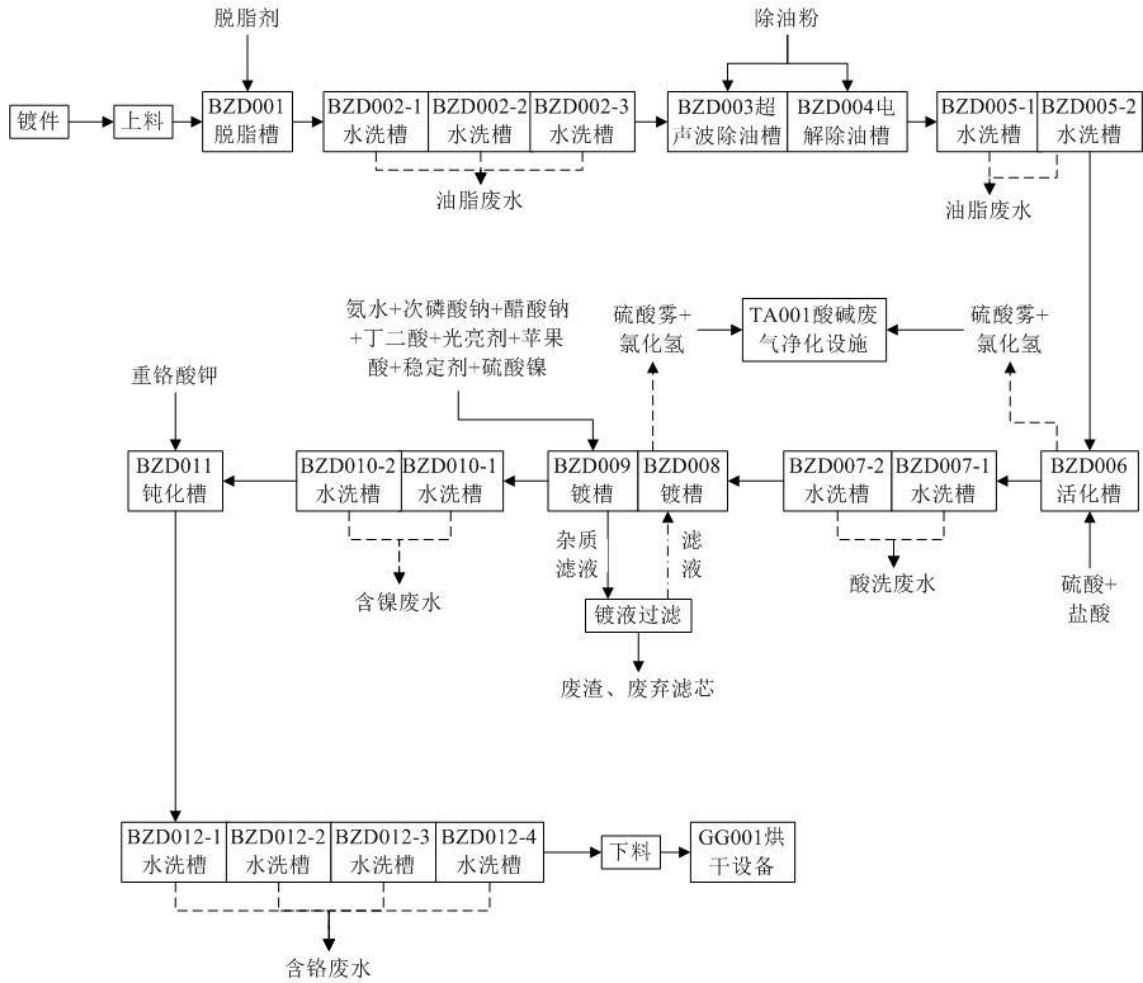 脱脂剂
除油粉
镀件
上料
BZD001
脱脂槽
BZD002-1
水洗槽
BZD002-2
水洗槽
BZD002-3
水洗槽
BZD003超
声波除油槽
BZD004电
解除油槽
BZD005-1
水洗槽
BZD005-2
水洗槽
油脂废水
油脂废水
氨水+次磷酸钠+醋酸钠
+丁二酸+光亮剂+苹果
酸+稳定剂+硫酸镍
硫酸雾+
氯化氢
TA001酸碱废
气净化设施
硫酸雾+
氯化氢
重铬酸钾
BZD011
钝化槽
BZD010-2
水洗槽
BZD010-1
水洗槽
BZD009
镀槽
BZD008
镀槽
BZD007-2
水洗槽
BZD007-1
水洗槽
BZD006
活化槽
杂质
滤液
滤
液
含镍废水
镀液过滤
酸洗废水
硫酸+
盐酸
废渣、废弃滤芯
BZD012-1
水洗槽
BZD012-2
水洗槽
BZD012-3
水洗槽
BZD012-4
水洗槽
下料
GG001烘
干设备
含铬废水